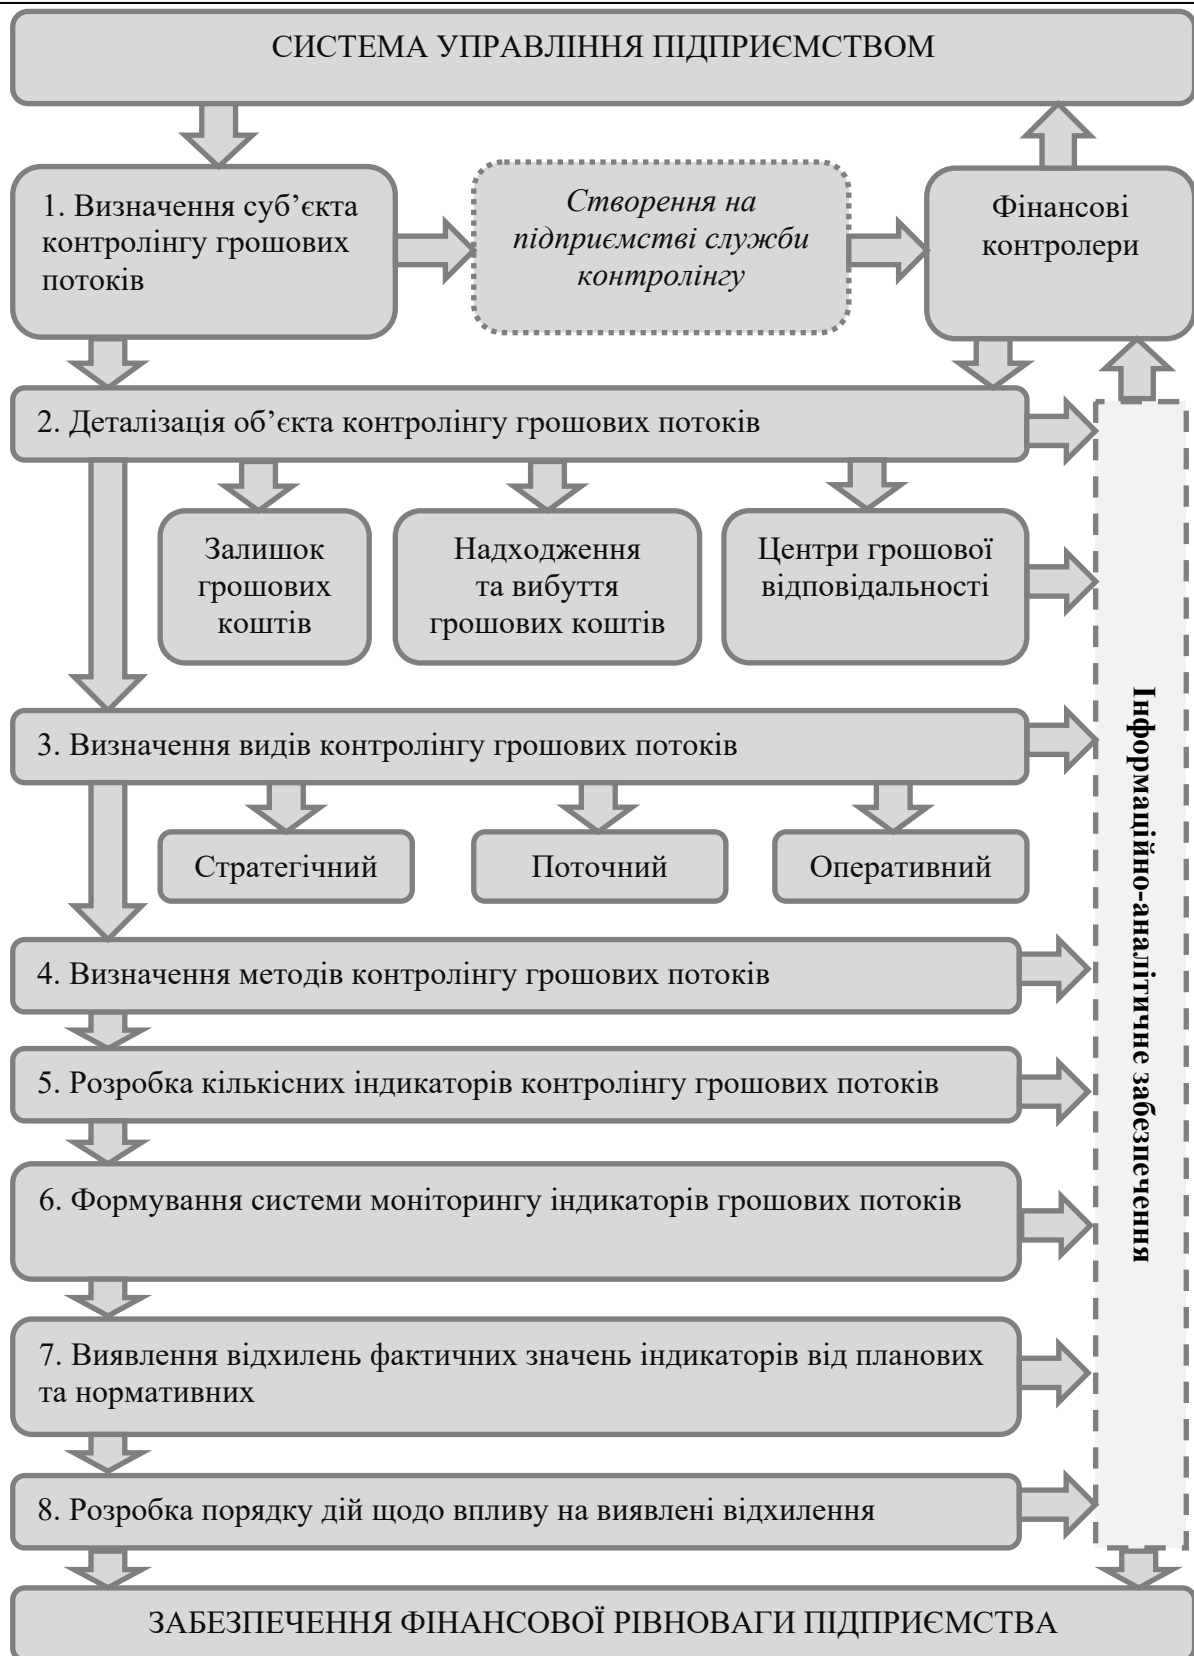 СИСТЕМА УПРАВЛІННЯ ПІДПРИЄМСТВОМ
1. Визначення суб’єкта
контролінгу грошових
потоків
Створення на
підприємстві служби
контролінгу
Фінансові
контролери
2. Деталізація об’єкта контролінгу грошових потоків
Залишок
грошових
коштів
Надходження
та вибуття
грошових коштів
Центри грошової
відповідальності
3. Визначення видів контролінгу грошових потоків
Стратегічний
Поточний
Оперативний
4. Визначення методів контролінгу грошових потоків
5. Розробка кількісних індикаторів контролінгу грошових потоків
6. Формування системи моніторингу індикаторів грошових потоків
7. Виявлення відхилень фактичних значень індикаторів від планових
та нормативних
8. Розробка порядку дій щодо впливу на виявлені відхилення
Інформаційно-аналітичне забезпечення
ЗАБЕЗПЕЧЕННЯ ФІНАНСОВОЇ РІВНОВАГИ ПІДПРИЄМСТВА